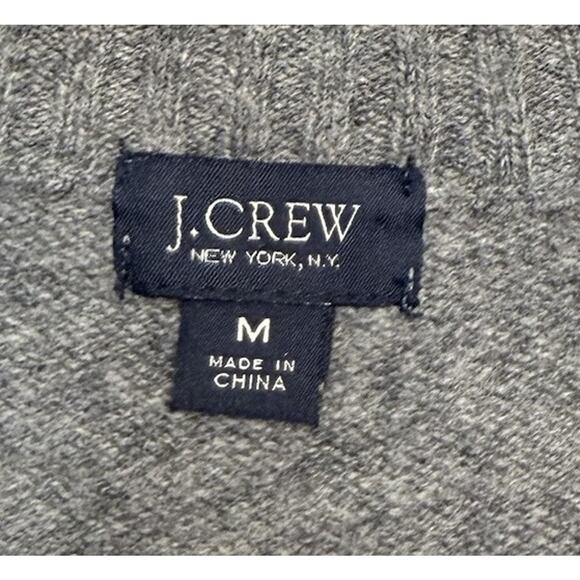 J.CREW
NEW YORK, N.Y.
M
MADE IN
CHINA